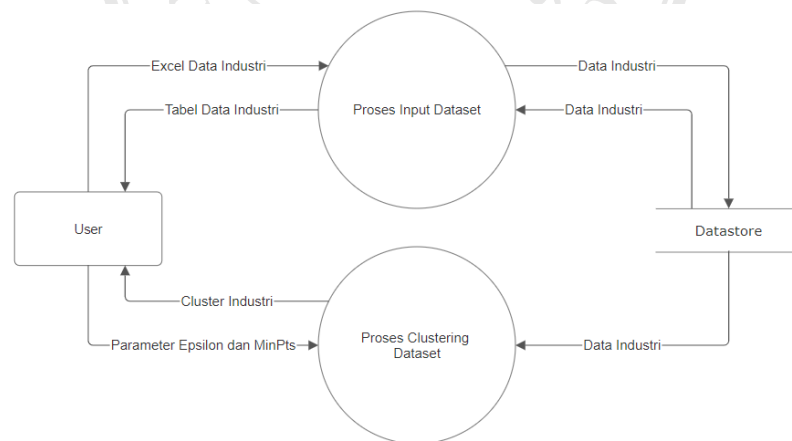 Excel Data Industri
Data Industri
Tabel Data Industri
Proses Input Dataset
Data Industri
User
Datastore
Cluster Industri
Parameter Epsilon dan MinPts
Proses Clustering
Dataset
Data Industri